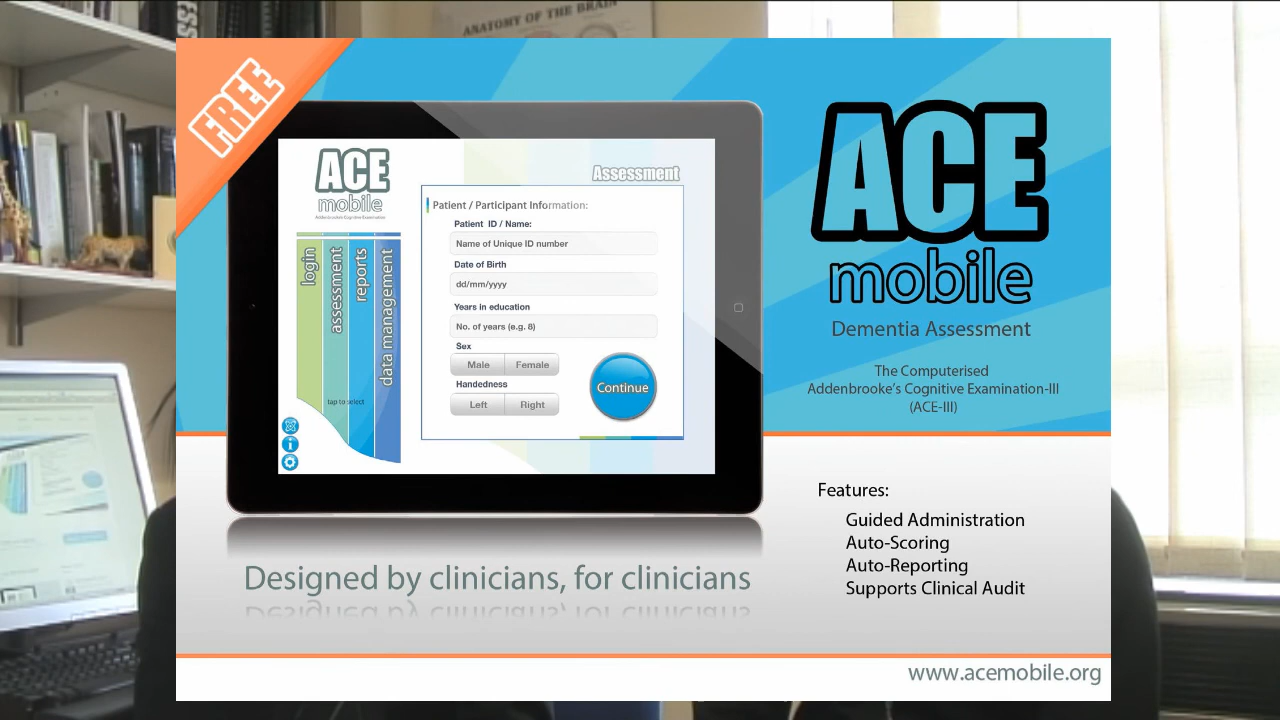 ANATOMY OF THE BRAIN
FREE
ACE
mobile
Addenbrooke's Cognitive Examination
login
assessment
reports
data management
tap to select
Assessment
Patient / Participant Information:
Patient ID / Name:
Name of Unique ID number
Date of Birth
dd/mm/yyyy
Years in education
No. of years (e.g. 8)
Sex
Male Female
Handedness
Left Right
Continue
ACE
mobile
Dementia Assessment
The Computerised
Addenbrooke's Cognitive Examination-III
(ACE-III)
Features:
Guided Administration
Auto-Scoring
Auto-Reporting
Supports Clinical Audit
Designed by clinicians, for clinicians
www.acemobile.org